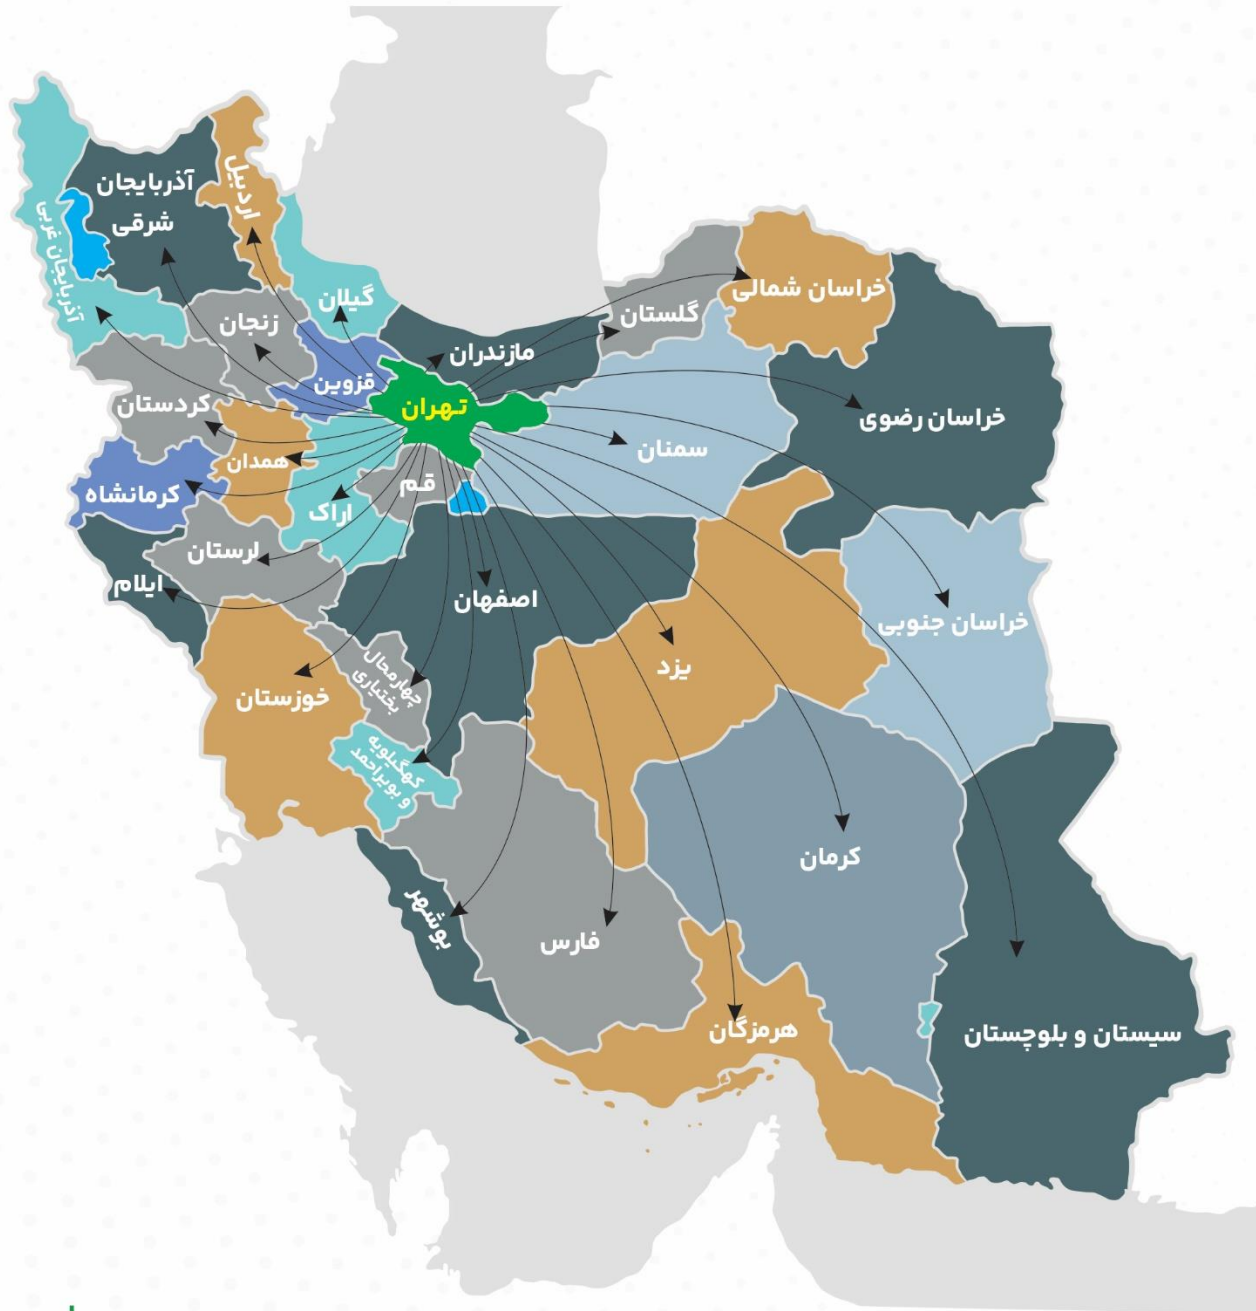 آذربایجان
شرقی
اردبیل
آذربایجان غربی
گیلان
زنجان
قزوین
مازندران
گلستان
خراسان شمالی
تهران
خراسان رضوی
کردستان
همدان
سمنان
کرمانشاه
قم
اراک
لرستان
ایلام
اصفهان
خراسان جنوبی
یزد
چهارمحال
بختیاری
خوزستان
کهگیلویه
و بویراحمد
کرمان
بوشهر
فارس
هرمزگان
سیستان و بلوچستان